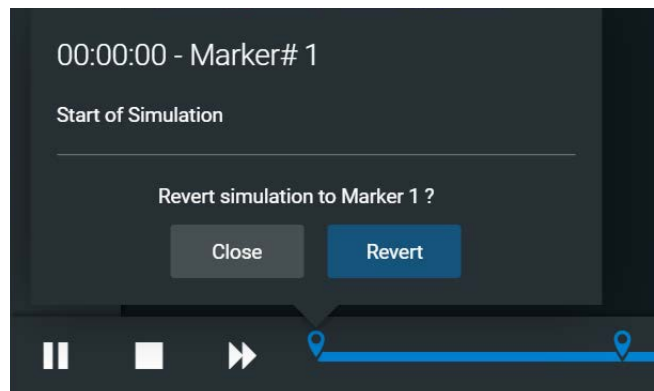 00:00:00 - Marker# 1
Start of Simulation
Revert simulation to Marker 1 ?
Close
Revert